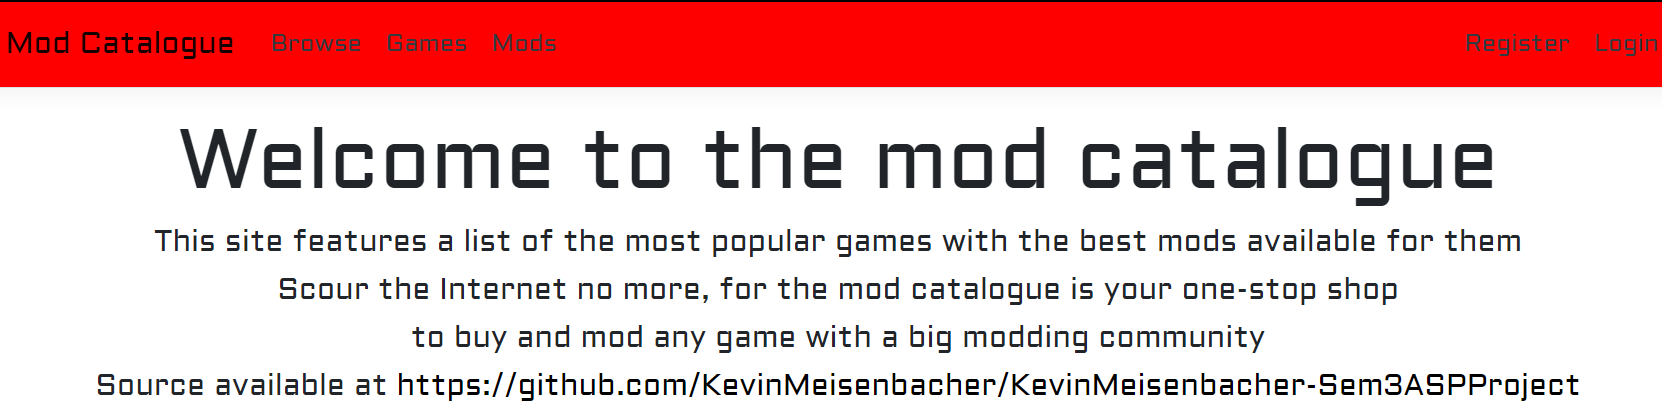 Mod Catalogue Browse Games Mods Register Login
Welcome to the mod catalogue
This site features a list of the most popular games with the best mods available for them
Scour the Internet no more, for the mod catalogue is your one-stop shop
to buy and mod any game with a big modding community
Source available at https://github.com/KevinMeisenbacher/KevinMeisenbacher-Sem3ASPProject